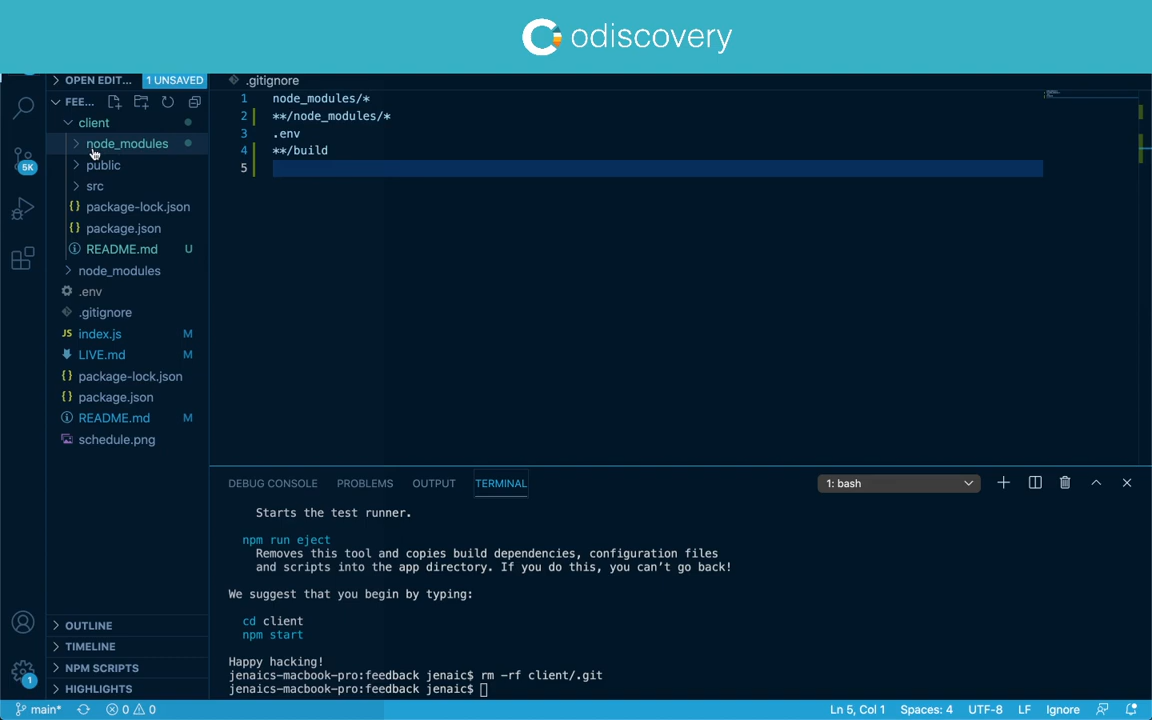 odiscovery
OPEN EDIT... 1 UNSAVED
FEE...
client
node_modules
public
src
{} package-lock.json
{} package.json
README.md U
node_modules
.env
.gitignore
JS index.js M
LIVE.md M
{} package-lock.json
{} package.json
README.md M
schedule.png
OUTLINE
TIMELINE
NPM SCRIPTS
HIGHLIGHTS
5K
1
.gitignore
1 node_modules/*
2 **/node_modules/*
3 .env
4 **/build
5
DEBUG CONSOLE PROBLEMS OUTPUT TERMINAL 1: bash
Starts the test runner.
npm run eject
Removes this tool and copies build dependencies, configuration files
and scripts into the app directory. If you do this, you can’t go back!
We suggest that you begin by typing:
cd client
npm start
Happy hacking!
jenaics-macbook-pro:feedback jenaic$ rm -rf client/.git
jenaics-macbook-pro:feedback jenaic$
main* 0 0 Ln 5, Col 1 Spaces: 4 UTF-8 LF Ignore